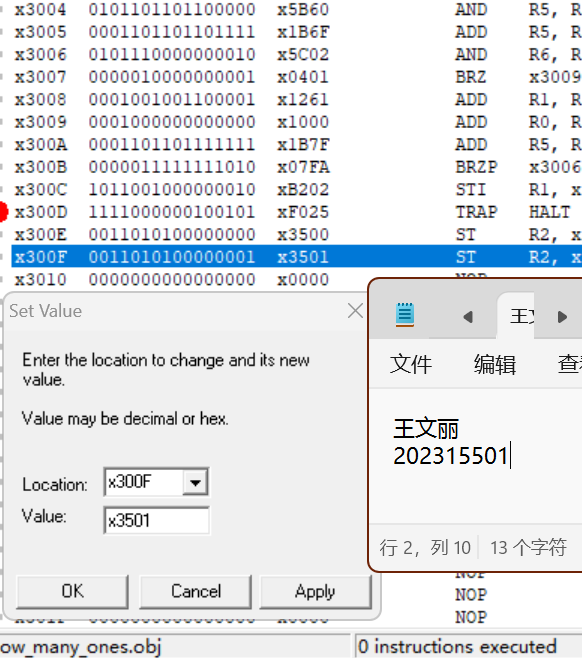 x3004 0101101101100000 x5B60 AND R5, R
x3005 0001101101101111 x1B6F ADD R5, R
x3006 0101110000000010 x5C02 AND R6, R
x3007 0000010000000001 x0401 BRZ x3009
x3008 0001001001100001 x1261 ADD R1, R
x3009 0001000000000000 x1000 ADD R0, R
x300A 0001101101111111 x1B7F ADD R5, R
x300B 0000011111111010 x07FA BRZP x3006
x300C 1011001000000010 xB202 STI R1, x
x300D 1111000000100101 xF025 TRAP HALT
x300E 0011010100000000 x3500 ST R2, x
x300F 0011010100000001 x3501 ST R2, x
x3010 0000000000000000 x0000 NOP
Set Value
Enter the location to change and its new
value.
Value may be decimal or hex.
Location: x300F
Value: x3501
OK Cancel Apply
文件 编辑
王文丽
202315501
行 2，列 10 13 个字符
NOP
NOP
NOP
ow_many_ones.obj 0 instructions executed